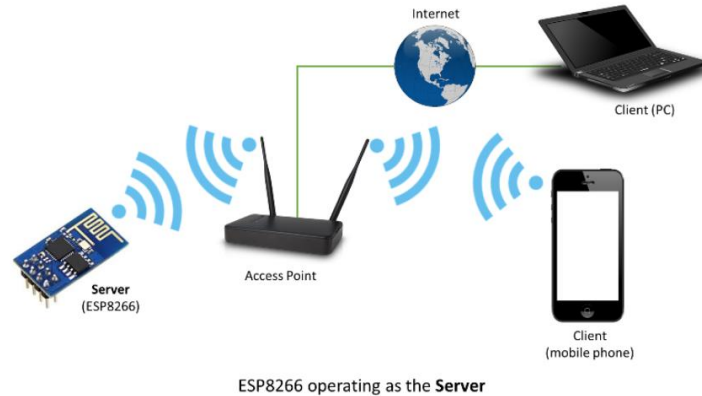 Internet
Client (PC)
Access Point
Server
(ESP8266)
Client
(mobile phone)
ESP8266 operating as the Server